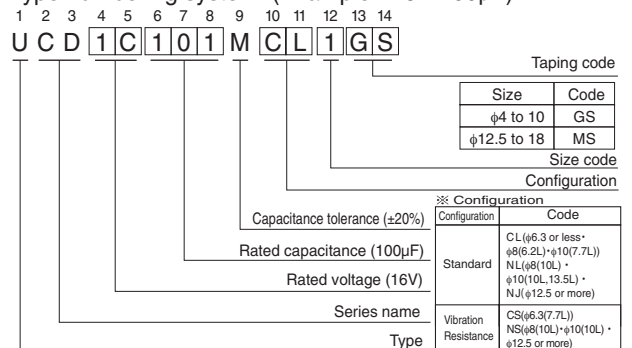 1 2 3 4 5 6 7 8 9 10 11 12 13 14
U C D 1 C 1 0 1 M C L 1 G S
Taping code
Size Code
φ4 to 10 GS
φ12.5 to 18 MS
Size code
Configuration
※ Configuration
Configuration Code
Standard
CL(φ6.3 or less・
φ8(6.2L)・φ10(7.7L))
NL(φ8(10L)・
φ10(10L,13.5L)・
NJ(φ12.5 or more)
Vibration
Resistance
CS(φ6.3(7.7L))
NS(φ8(10L)・φ10(10L)・
φ12.5 or more)
Capacitance tolerance (±20%)
Rated capacitance (100µF)
Rated voltage (16V)
Series name
Type